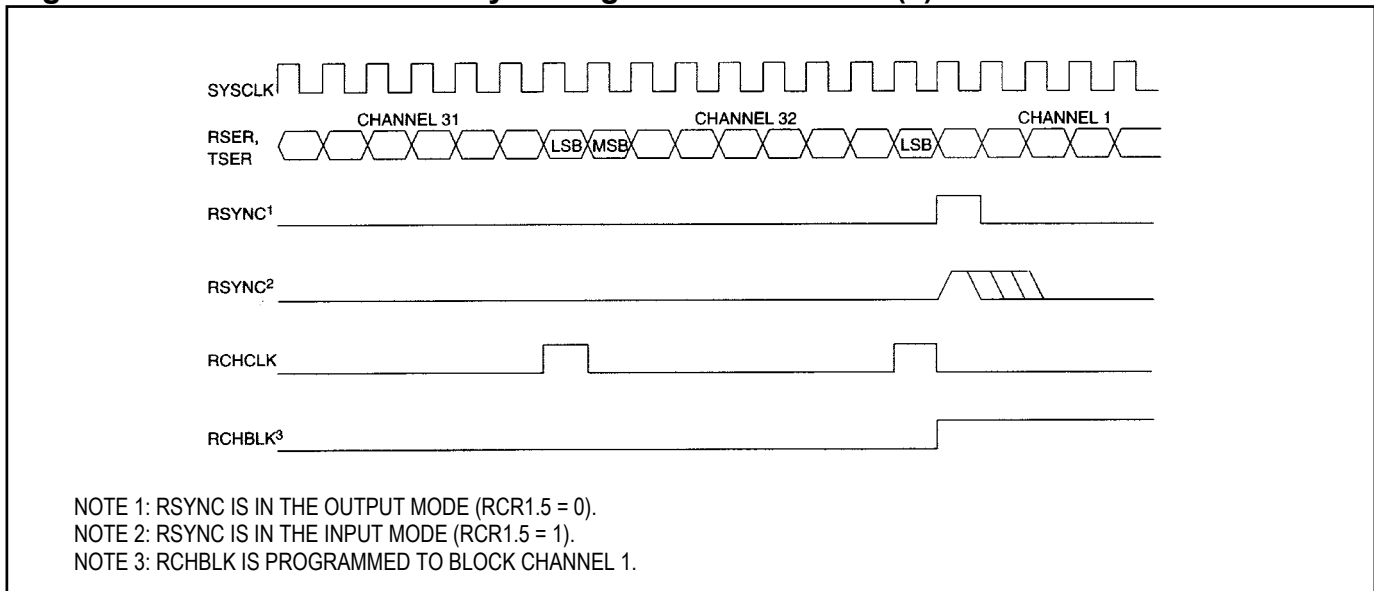 SYSCLK
CHANNEL 31 CHANNEL 32 CHANNEL 1
RSER,
TSER
LSB MSB LSB
RSYNC¹
RSYNC²
RCHCLK
RCHBLK³
NOTE 1: RSYNC IS IN THE OUTPUT MODE (RCR1.5 = 0).
NOTE 2: RSYNC IS IN THE INPUT MODE (RCR1.5 = 1).
NOTE 3: RCHBLK IS PROGRAMMED TO BLOCK CHANNEL 1.